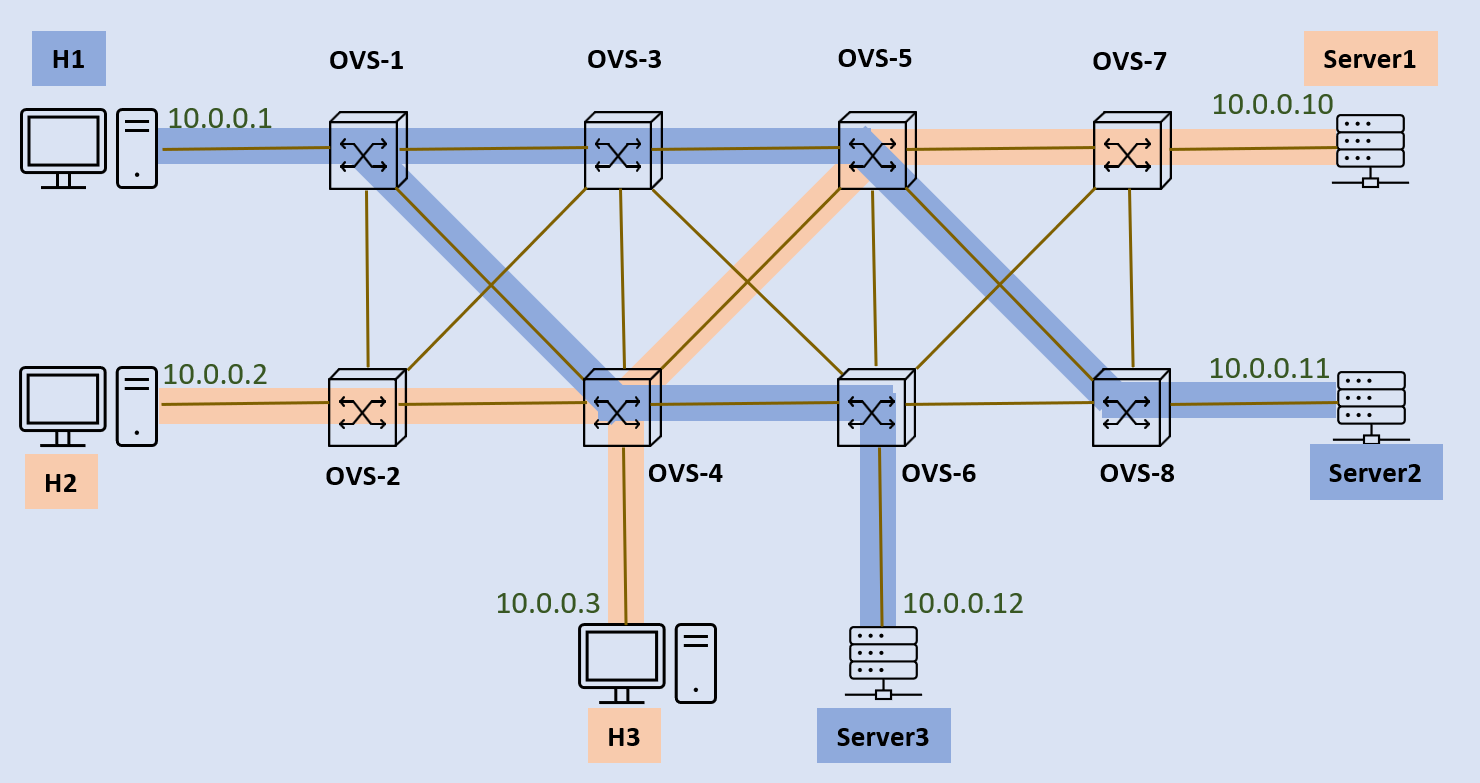 H1
OVS-1
OVS-3
OVS-5
OVS-7
Server1
10.0.0.1
10.0.0.10
10.0.0.2
10.0.0.11
H2
OVS-2
OVS-4
OVS-6
OVS-8
Server2
10.0.0.3
10.0.0.12
H3
Server3